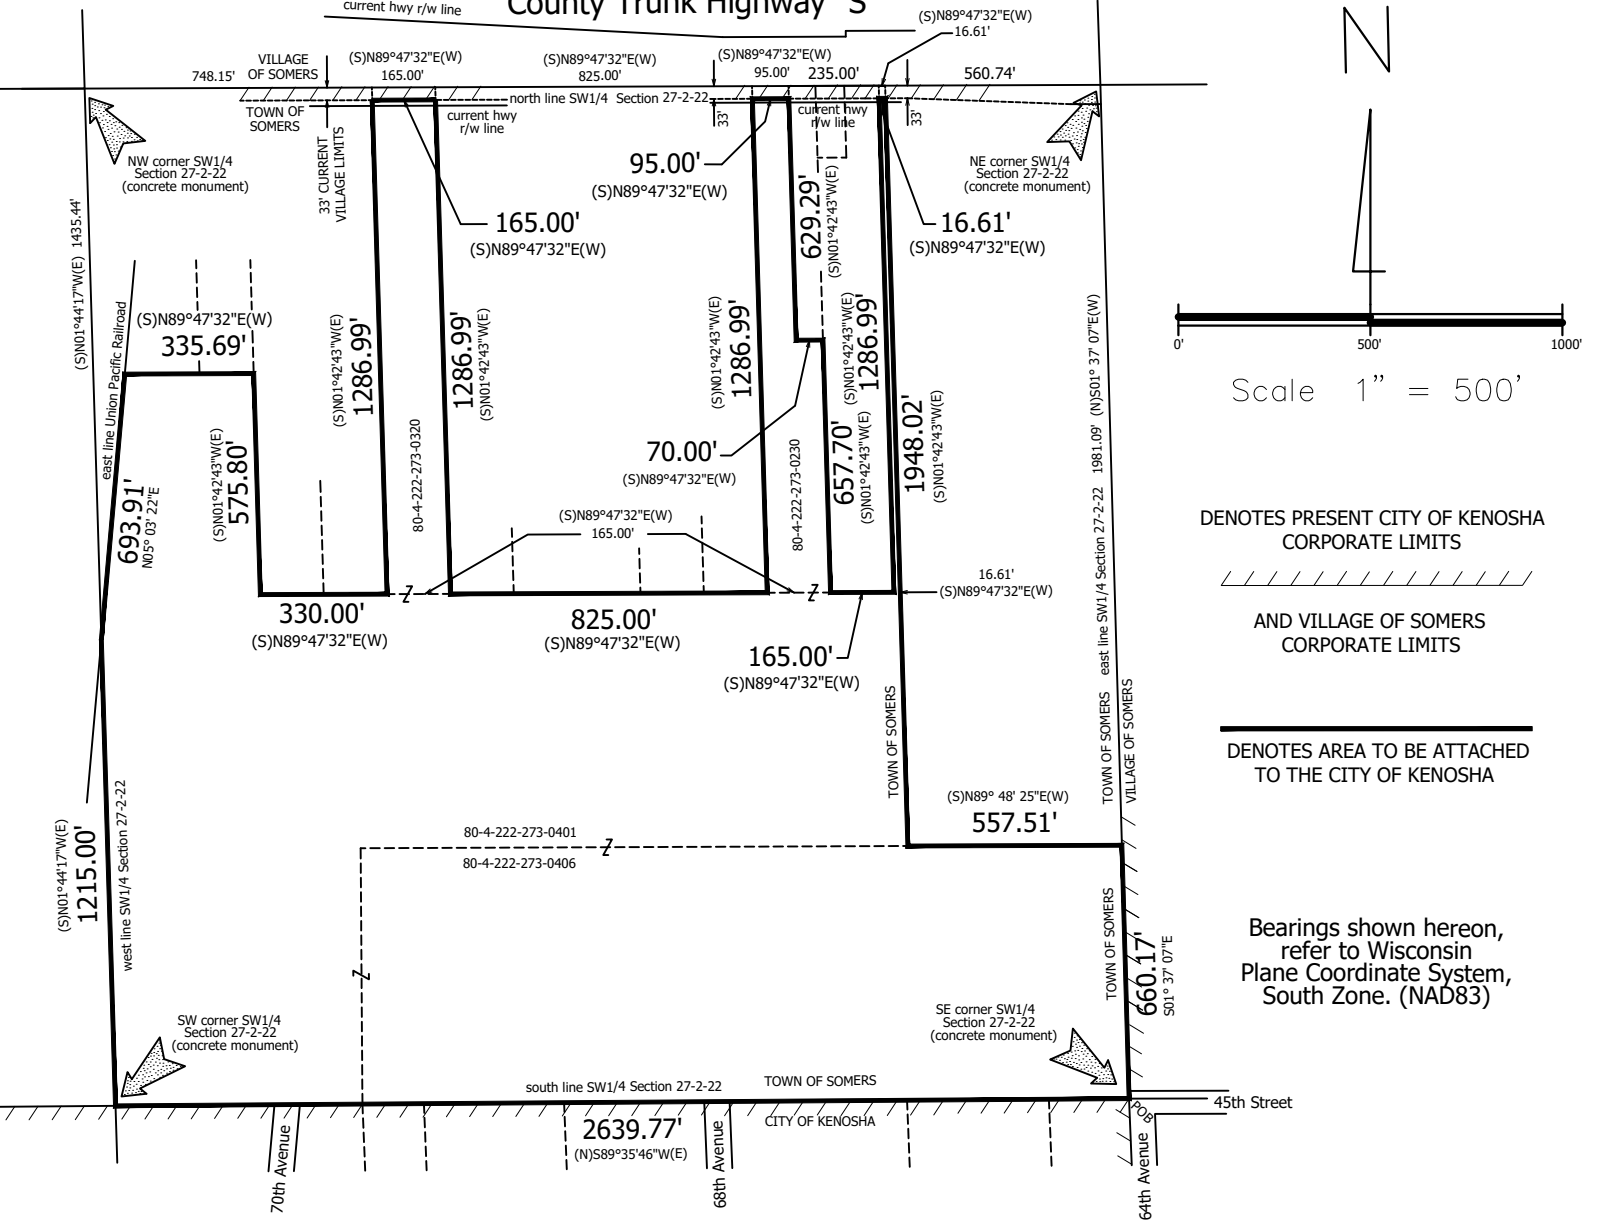 current hwy r/w line
County Trunk Highway "S"
(S)N89°47'32"E(W)
16.61'
N
748.15'
VILLAGE
OF SOMERS
(S)N89°47'32"E(W)
165.00'
(S)N89°47'32"E(W)
825.00'
(S)N89°47'32"E(W)
95.00'
235.00'
560.74'
TOWN OF
SOMERS
north line SW1/4 Section 27-2-22
current hwy
r/w line
33'
current hwy
r/w line
33'
33' CURRENT
VILLAGE LIMITS
NW corner SW1/4
Section 27-2-22
(concrete monument)
NE corner SW1/4
Section 27-2-22
(concrete monument)
95.00'
(S)N89°47'32"E(W)
165.00'
(S)N89°47'32"E(W)
629.29'
(S)N01°42'43"W(E)
16.61'
(S)N89°47'32"E(W)
(S)N01°44'17"W(E) 1435.44'
east line Union Pacific Railroad
(S)N89°47'32"E(W)
335.69'
(S)N01°42'43"W(E)
1286.99'
1286.99'
(S)N01°42'43"W(E)
(S)N01°42'43"W(E)
1286.99'
(S)N01°42'43"W(E)
1286.99'
1948.02'
(S)N01°42'43"W(E)
east line SW1/4 Section 27-2-22 1981.09' (N)S01° 37' 07"E(W)
0'
500'
1000'
Scale 1" = 500'
693.91'
N05° 03' 22"E
(S)N01°42'43"W(E)
575.80'
80-4-222-273-0320
70.00'
(S)N89°47'32"E(W)
80-4-222-273-0230
657.70'
(S)N01°42'43"W(E)
(S)N89°47'32"E(W)
165.00'
DENOTES PRESENT CITY OF KENOSHA
CORPORATE LIMITS
AND VILLAGE OF SOMERS
CORPORATE LIMITS
DENOTES AREA TO BE ATTACHED
TO THE CITY OF KENOSHA
Z
Z
16.61'
(S)N89°47'32"E(W)
330.00'
(S)N89°47'32"E(W)
825.00'
(S)N89°47'32"E(W)
165.00'
(S)N89°47'32"E(W)
TOWN OF SOMERS
TOWN OF SOMERS
VILLAGE OF SOMERS
(S)N89° 48' 25"E(W)
557.51'
(S)N01°44'17"W(E)
1215.00'
west line SW1/4 Section 27-2-22
80-4-222-273-0401
Z
80-4-222-273-0406
Z
TOWN OF SOMERS
660.17'
S01° 37' 07"E
Bearings shown hereon,
refer to Wisconsin
Plane Coordinate System,
South Zone. (NAD83)
SW corner SW1/4
Section 27-2-22
(concrete monument)
SE corner SW1/4
Section 27-2-22
(concrete monument)
south line SW1/4 Section 27-2-22
TOWN OF SOMERS
CITY OF KENOSHA
45th Street
POB
2639.77'
(N)S89°35'46"W(E)
70th Avenue
68th Avenue
64th Avenue